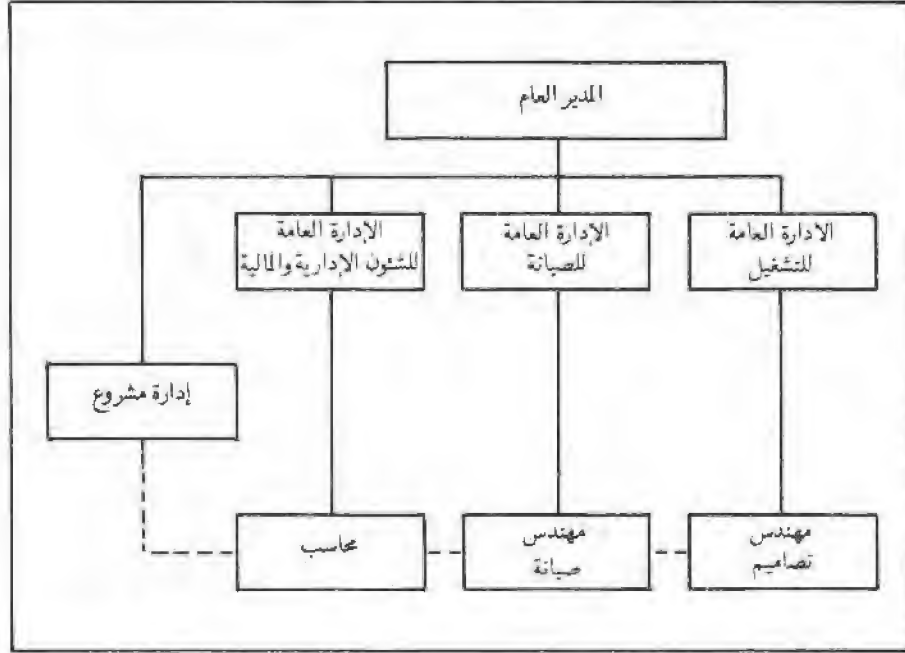 المدير العام
الادارة العامة
للتشغيل
الإدارة العامة
للصيانة
الإدارة العامة
للشئون الإدارية والمالية
إدارة مشروع
مهندس
تصاميم
مهندس
صيانة
محاسب